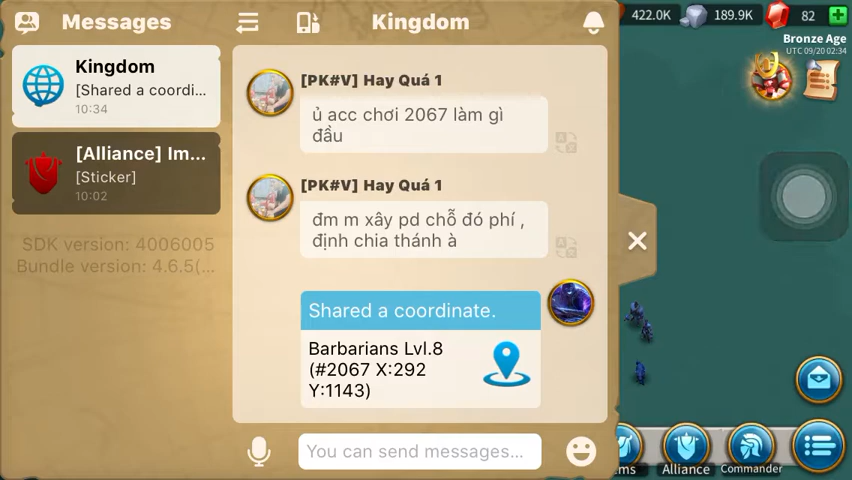 Messages
Kingdom
[Shared a coordi...
10:34
[Alliance] Im...
[Sticker]
10:02
SDK version: 4006005
Bundle version: 4.6.5(...
Kingdom
[PK#V] Hay Quá 1
ủ acc chơi 2067 làm gì
đầu
[PK#V] Hay Quá 1
đm m xây pd chỗ đó phí ,
định chia thánh à
Shared a coordinate.
Barbarians Lvl.8
(#2067 X:292
Y:1143)
You can send messages...
422.0K
189.9K
82
Bronze Age
UTC 09/20 02:34
Alliance
Commander